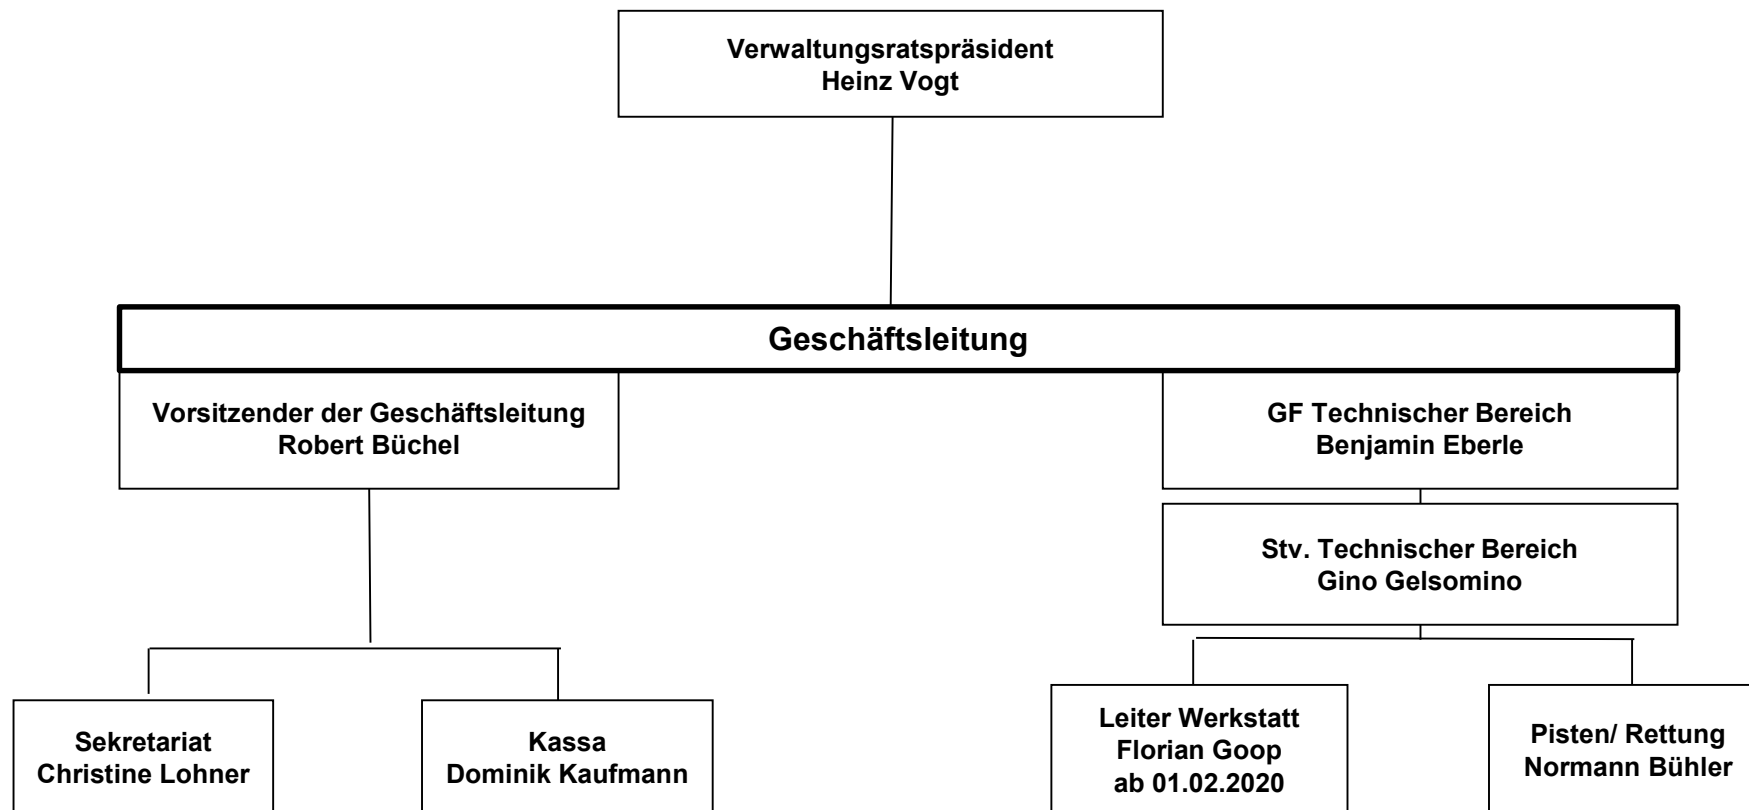 Verwaltungsratspräsident
Heinz Vogt
Geschäftsleitung
Vorsitzender der Geschäftsleitung
Robert Büchel
GF Technischer Bereich
Benjamin Eberle
Stv. Technischer Bereich
Gino Gelsomino
Sekretariat
Christine Lohner
Kassa
Dominik Kaufmann
Leiter Werkstatt
Florian Goop
ab 01.02.2020
Pisten/ Rettung
Normann Bühler